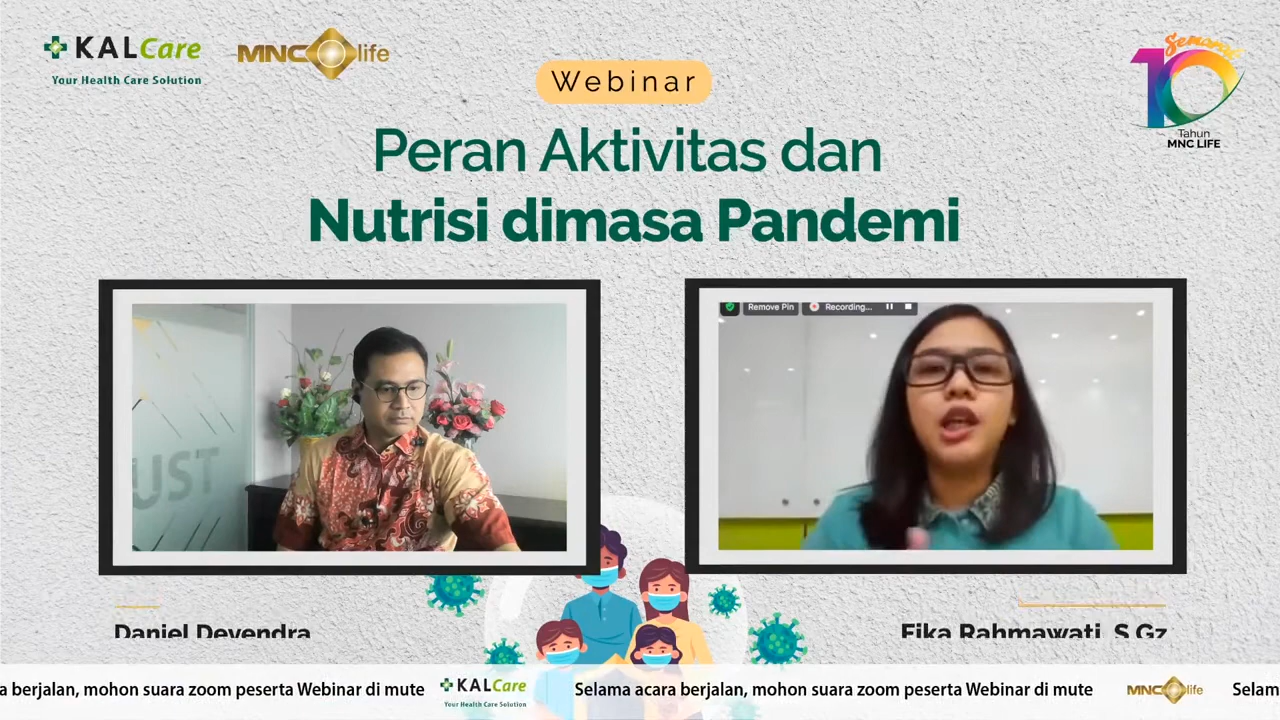 KALCare
Your Health Care Solution
MNC life
Semarak
10
Tahun
MNC LIFE
Webinar
Peran Aktivitas dan
Nutrisi dimasa Pandemi
Remove Pin
Recording...
UST
Daniel Devendra
Fika Rahmawati, S.Gz
a berjalan, mohon suara zoom peserta Webinar di mute
KALCare
Your Health Care Solution
Selama acara berjalan, mohon suara zoom peserta Webinar di mute
MNC life
Selam